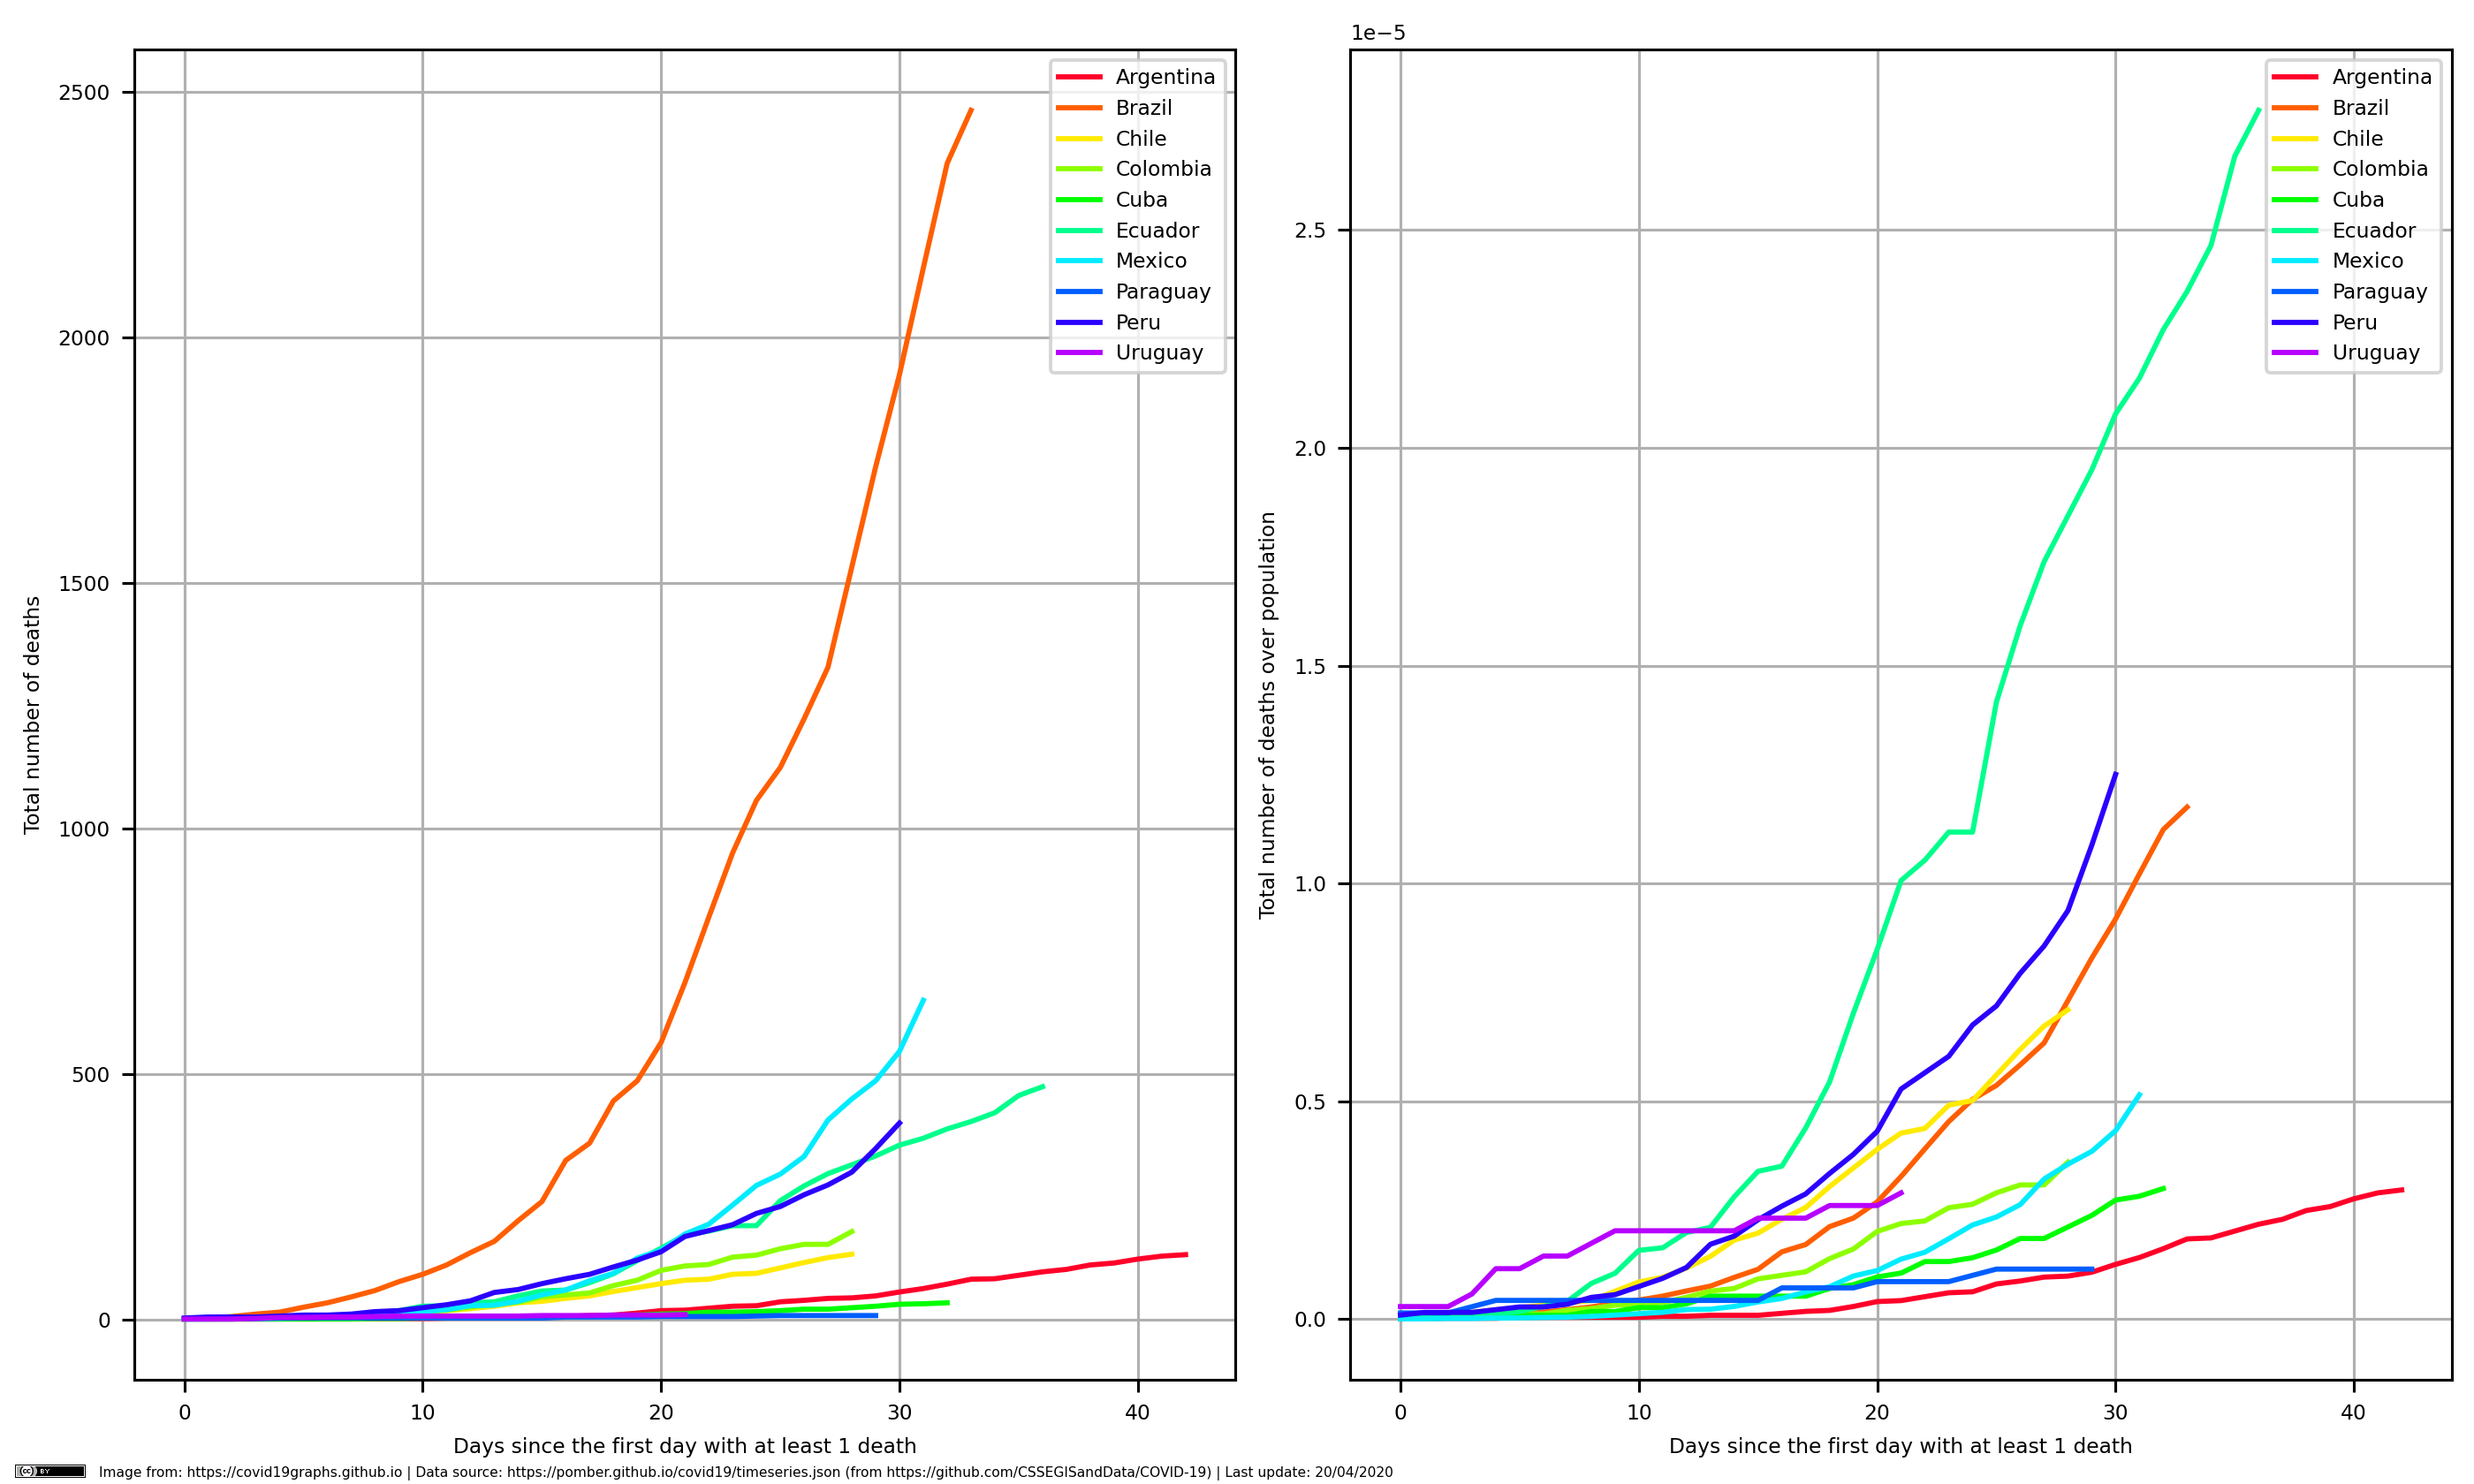 2500
2000
1500
1000
500
0
Total number of deaths
0 10 20 30 40
Days since the first day with at least 1 death
Argentina
Brazil
Chile
Colombia
Cuba
Ecuador
Mexico
Paraguay
Peru
Uruguay
1e−5
2.5
2.0
1.5
1.0
0.5
0.0
Total number of deaths over population
0 10 20 30 40
Days since the first day with at least 1 death
Argentina
Brazil
Chile
Colombia
Cuba
Ecuador
Mexico
Paraguay
Peru
Uruguay
(cc) BY Image from: https://covid19graphs.github.io | Data source: https://pomber.github.io/covid19/timeseries.json (from https://github.com/CSSEGISandData/COVID-19) | Last update: 20/04/2020